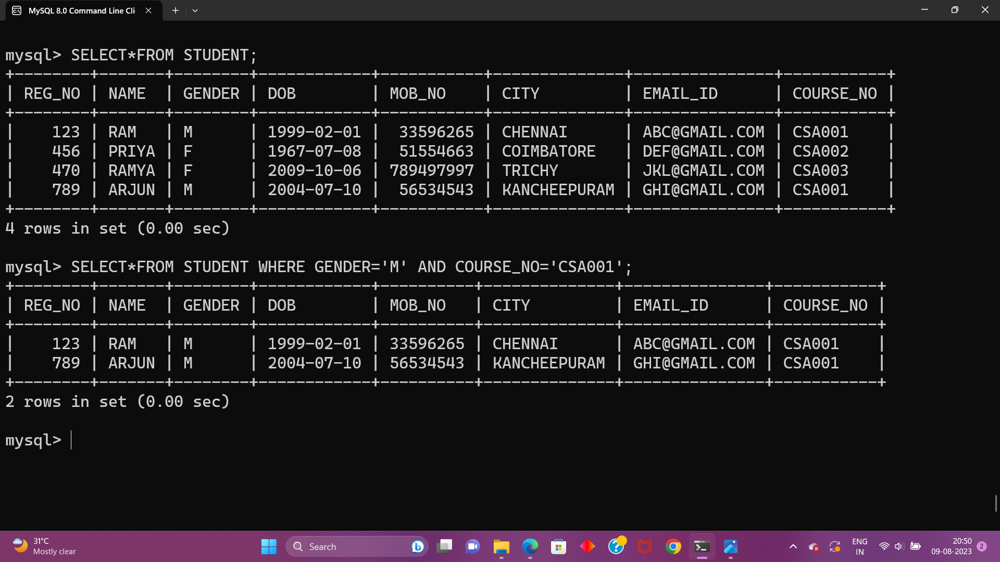 MySQL 8.0 Command Line Cli
mysql> SELECT*FROM STUDENT;
+--------+-------+--------+------------+-----------+--------------+---------------+-----------+
| REG_NO | NAME  | GENDER | DOB        | MOB_NO    | CITY         | EMAIL_ID      | COURSE_NO |
+--------+-------+--------+------------+-----------+--------------+---------------+-----------+
|    123 | RAM   | M      | 1999-02-01 |  33596265 | CHENNAI      | ABC@GMAIL.COM | CSA001    |
|    456 | PRIYA | F      | 1967-07-08 |  51554663 | COIMBATORE   | DEF@GMAIL.COM | CSA002    |
|    470 | RAMYA | F      | 2009-10-06 | 789497997 | TRICHY       | JKL@GMAIL.COM | CSA003    |
|    789 | ARJUN | M      | 2004-07-10 |  56534543 | KANCHEEPURAM | GHI@GMAIL.COM | CSA001    |
+--------+-------+--------+------------+-----------+--------------+---------------+-----------+
4 rows in set (0.00 sec)
mysql> SELECT*FROM STUDENT WHERE GENDER='M' AND COURSE_NO='CSA001';
+--------+-------+--------+------------+----------+--------------+---------------+-----------+
| REG_NO | NAME  | GENDER | DOB        | MOB_NO   | CITY         | EMAIL_ID      | COURSE_NO |
+--------+-------+--------+------------+----------+--------------+---------------+-----------+
|    123 | RAM   | M      | 1999-02-01 | 33596265 | CHENNAI      | ABC@GMAIL.COM | CSA001    |
|    789 | ARJUN | M      | 2004-07-10 | 56534543 | KANCHEEPURAM | GHI@GMAIL.COM | CSA001    |
+--------+-------+--------+------------+----------+--------------+---------------+-----------+
2 rows in set (0.00 sec)
mysql>
31°C
Mostly clear
Search
ENG
IN
20:50
09-08-2023
2